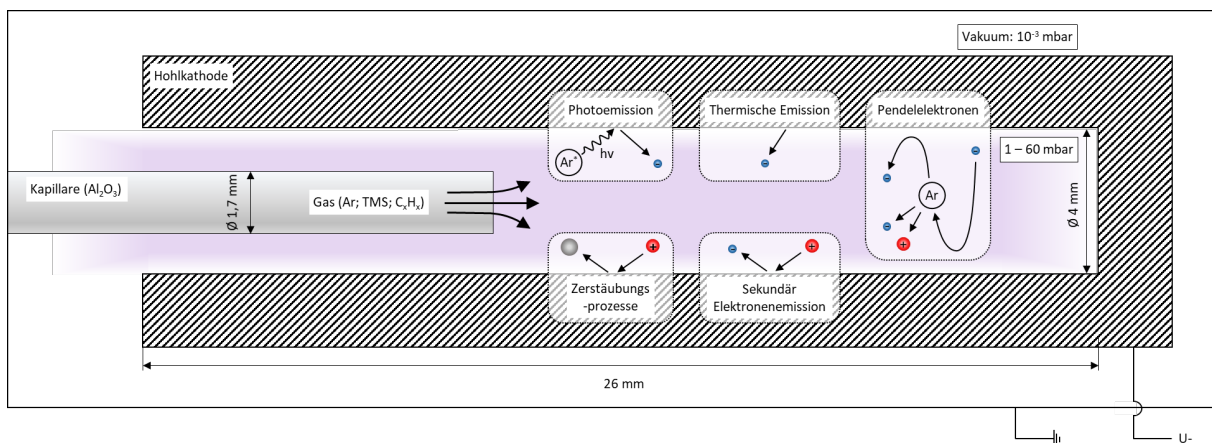 Vakuum: 10⁻³ mbar
Hohlkathode
Photoemission
Thermische Emission
Pendelelektronen
Ar*
hv
Ar
1 – 60 mbar
Kapillare (Al₂O₃)
Ø 1,7 mm
Gas (Ar; TMS; CₓHₓ)
Ø 4 mm
Zerstäubungs
-prozesse
Sekundär
Elektronenemission
26 mm
U-